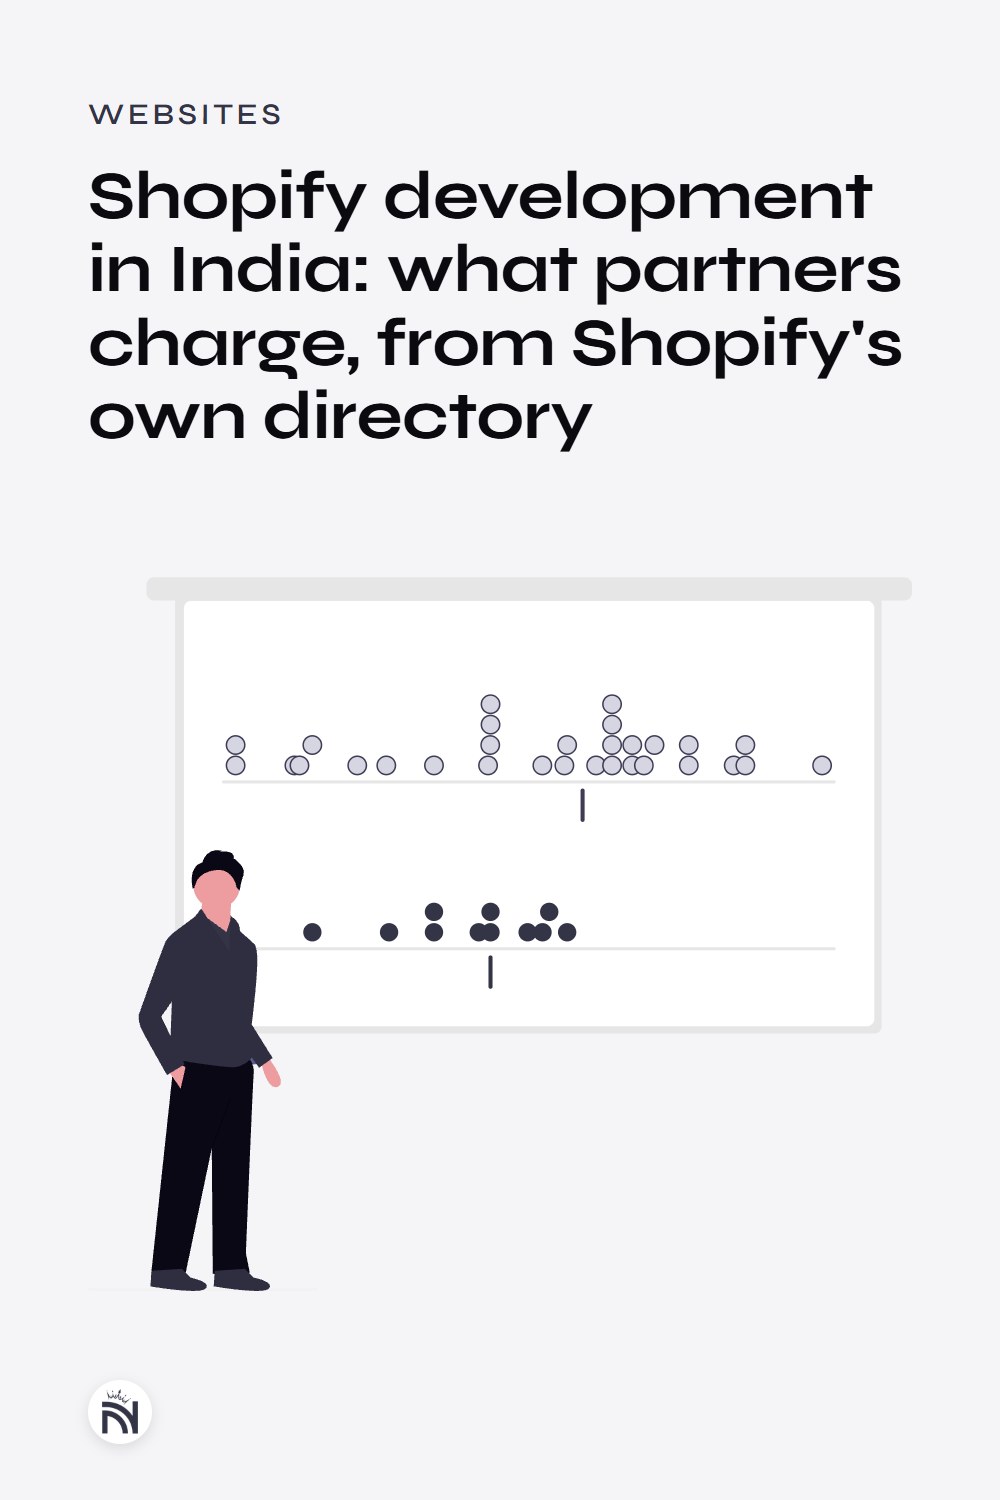 WEBSITES
Shopify development
in India: what partners
charge, from Shopify's
own directory